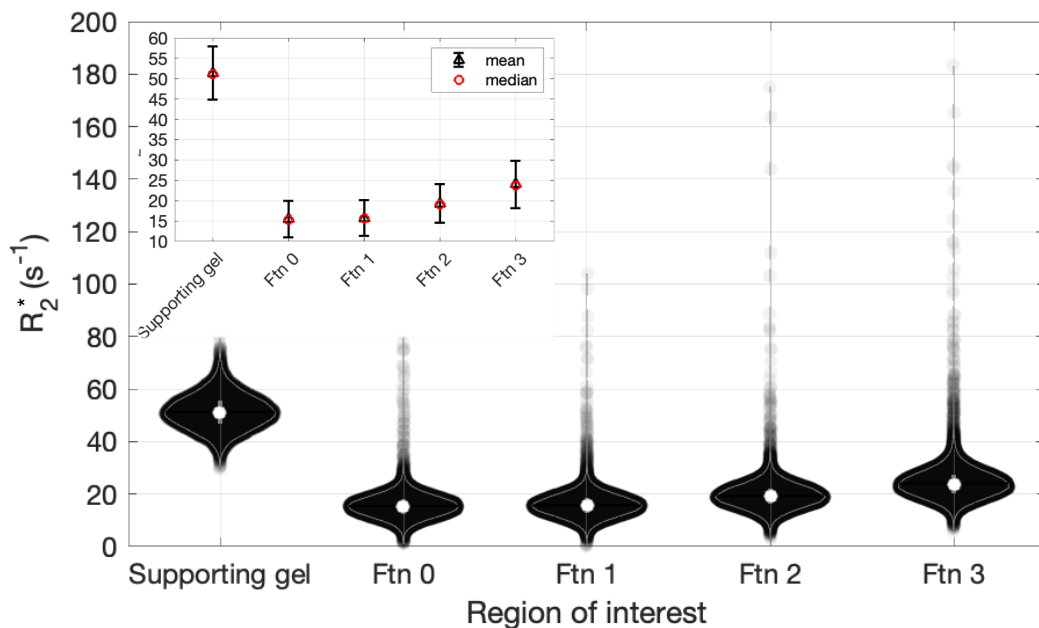 200
180
160
140
120
100
80
60
40
20
0
R2* (s-1)
60
55
50
45
40
35
30
25
20
15
10
mean
median
Supporting gel
Ftn 0
Ftn 1
Ftn 2
Ftn 3
Supporting gel
Ftn 0
Ftn 1
Ftn 2
Ftn 3
Region of interest